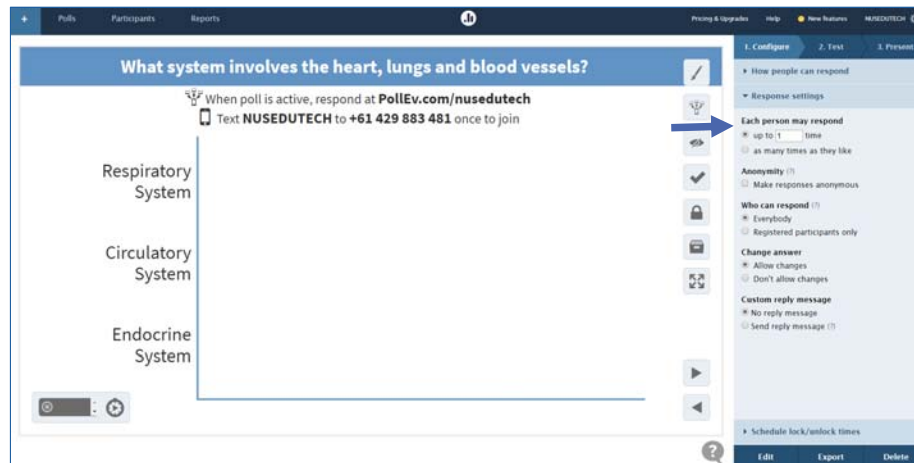 + Polls Participants Reports Pricing & Upgrades Help New features NUSEDUTECH
1. Configure 2. Test 3. Present
What system involves the heart, lungs and blood vessels?
When poll is active, respond at PollEv.com/nusedutech
Text NUSEDUTECH to +61 429 883 481 once to join
Respiratory
System
Circulatory
System
Endocrine
System
How people can respond
Response settings
Each person may respond
up to 1 time
as many times as they like
Anonymity (?)
Make responses anonymous
Who can respond (?)
Everybody
Registered participants only
Change answer
Allow changes
Don't allow changes
Custom reply message
No reply message
Send reply message (?)
Schedule lock/unlock times
Edit Export Delete
?